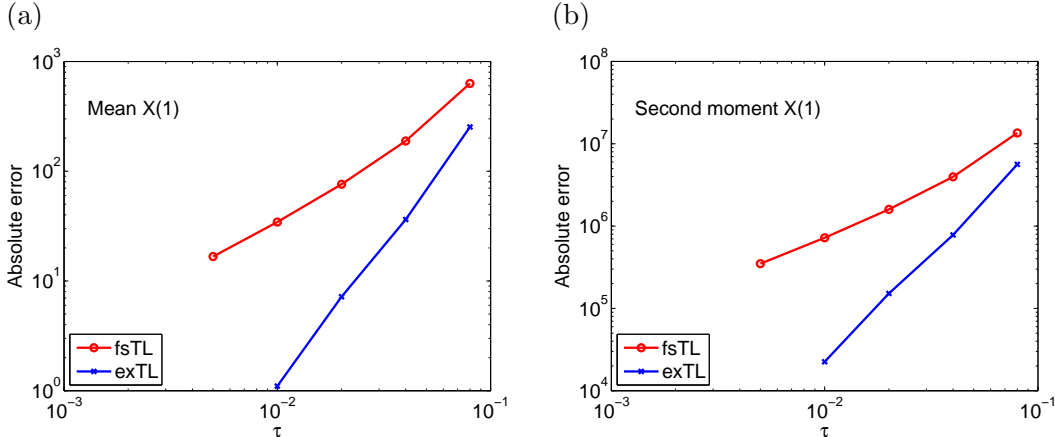 (a)
Mean X(1)
Absolute error
10^3
10^2
10^1
10^0
fsTL
exTL
10^-3
10^-2
10^-1
τ
(b)
Second moment X(1)
Absolute error
10^8
10^7
10^6
10^5
10^4
fsTL
exTL
10^-3
10^-2
10^-1
τ